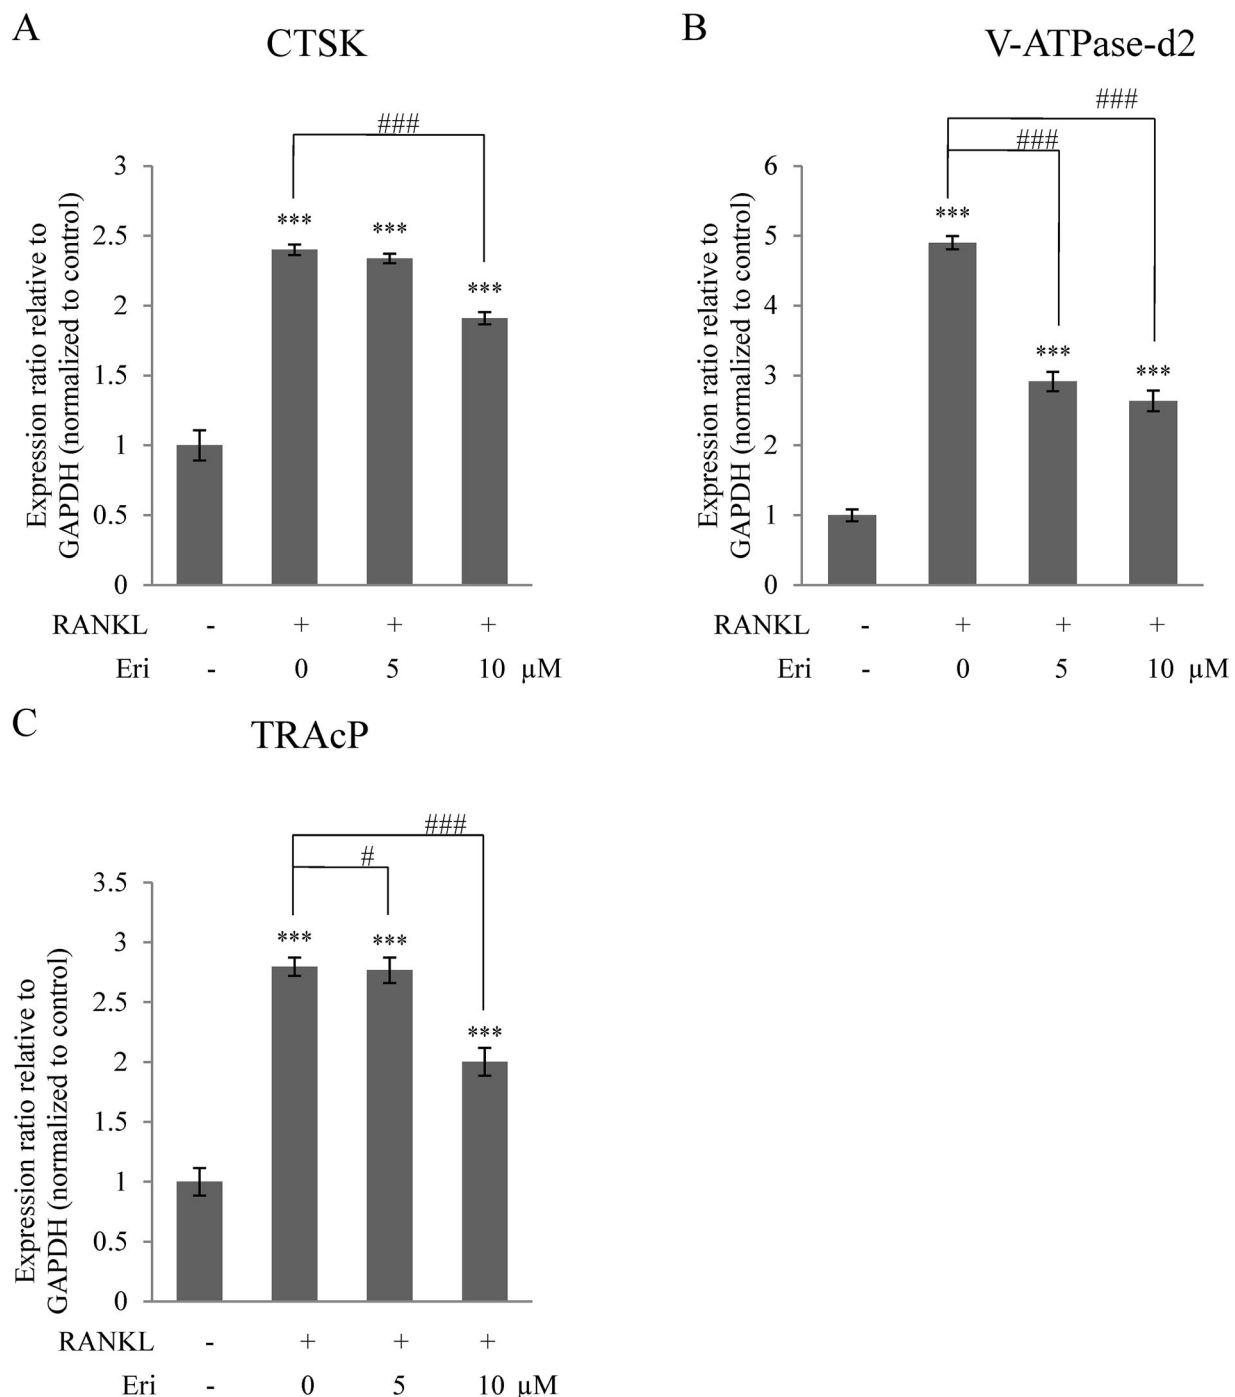 A
CTSK
###
***
***
***
3
2.5
2
1.5
1
0.5
0
Expression ratio relative to
GAPDH (normalized to control)
RANKL - + + +
Eri - 0 5 10 µM
B
V-ATPase-d2
###
###
***
***
***
6
5
4
3
2
1
0
Expression ratio relative to
GAPDH (normalized to control)
RANKL - + + +
Eri - 0 5 10 µM
C
TRAcP
###
#
***
***
***
3.5
3
2.5
2
1.5
1
0.5
0
Expression ratio relative to
GAPDH (normalized to control)
RANKL - + + +
Eri - 0 5 10 µM